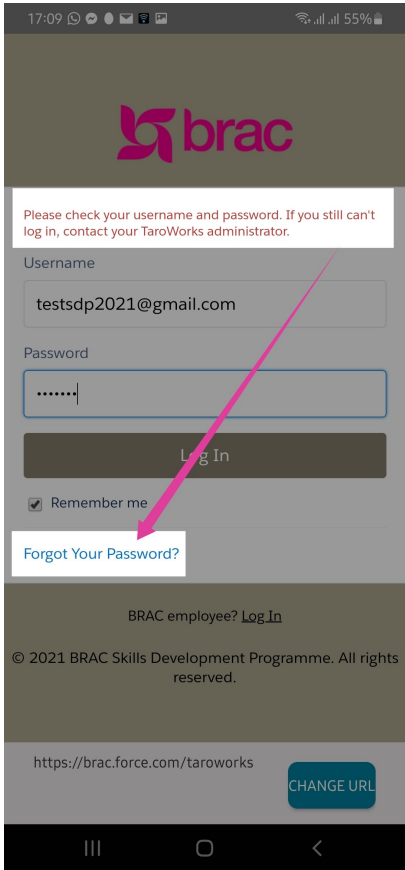 17:09 55%
brac
Please check your username and password. If you still can't
log in, contact your TaroWorks administrator.
Username
testsdp2021@gmail.com
Password
•••••••
Log In
Remember me
Forgot Your Password?
BRAC employee? Log In
© 2021 BRAC Skills Development Programme. All rights
reserved.
https://brac.force.com/taroworks
CHANGE URL